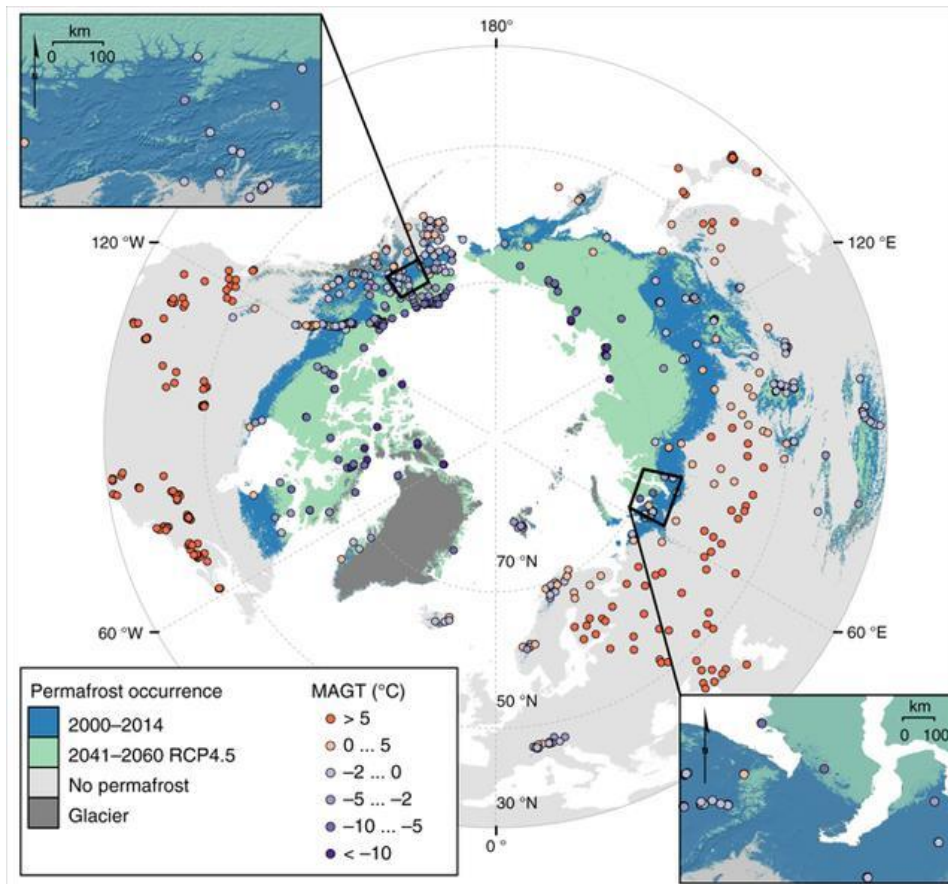 km
0 100
180°
120 °W
120 °E
70 °N
60 °W
60 °E
50 °N
30 °N
0°
Permafrost occurrence
2000–2014
2041–2060 RCP4.5
No permafrost
Glacier
MAGT (°C)
> 5
0 ... 5
–2 ... 0
–5 ... –2
–10 ... –5
< –10
km
0 100